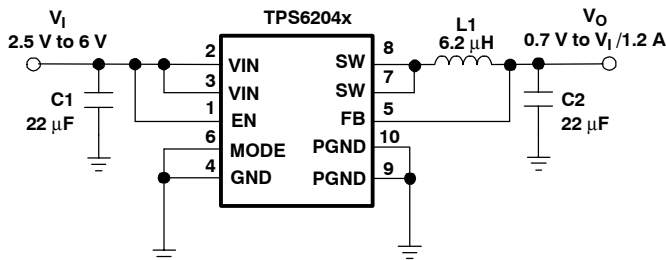 TPS6204x
V_I
2.5 V to 6 V
V_O
0.7 V to V_I /1.2 A
L1
6.2 μH
C1
22 μF
C2
22 μF
2 VIN
3 VIN
1 EN
6 MODE
4 GND
SW 8
SW 7
FB 5
PGND 10
PGND 9